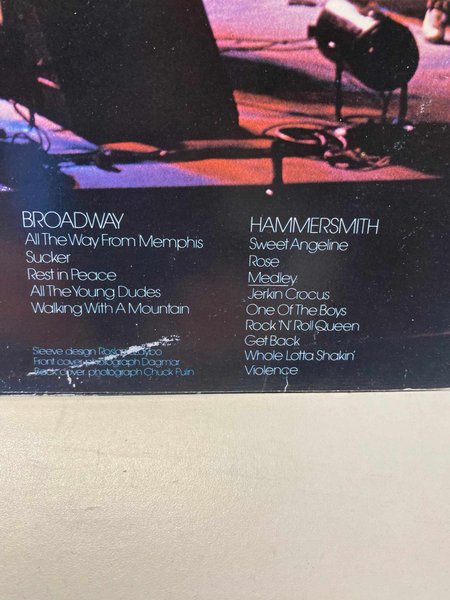 BROADWAY
All The Way From Memphis
Sucker
Rest in Peace
All The Young Dudes
Walking With A Mountain
Sleeve design
Front cover photograph Dagmar
Back cover photograph Chuck Pulin
HAMMERSMITH
Sweet Angeline
Rose
Medley
Jerkin Crocus
One Of The Boys
Rock 'N' Roll Queen
Get Back
Whole Lotta Shakin'
Violence